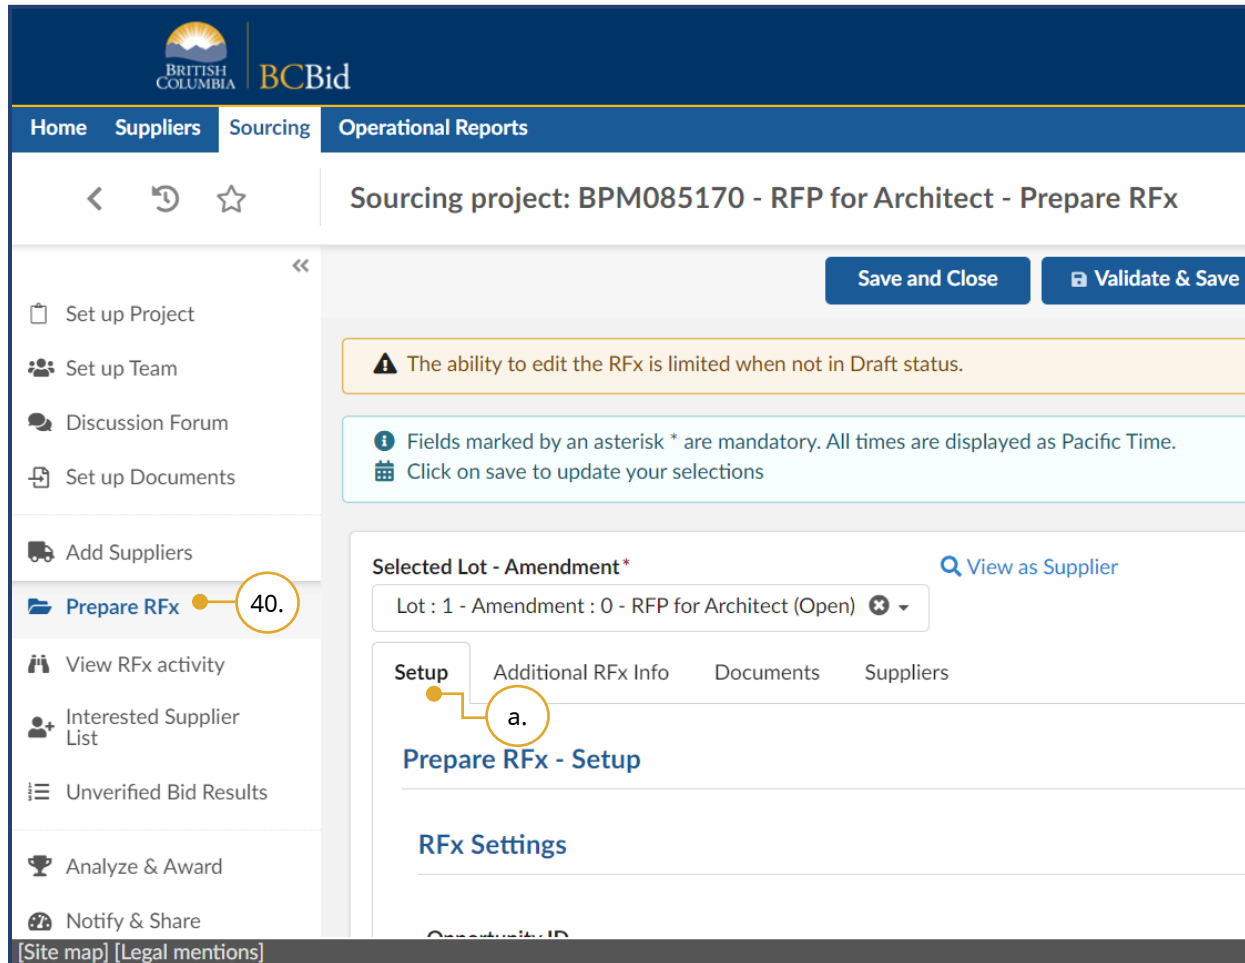 BRITISH
COLUMBIA
BCBid
Home Suppliers Sourcing Operational Reports
Sourcing project: BPM085170 - RFP for Architect - Prepare RFx
Save and Close
Validate & Save
Set up Project
Set up Team
Discussion Forum
Set up Documents
Add Suppliers
Prepare RFx
40.
View RFx activity
Interested Supplier
List
Unverified Bid Results
Analyze & Award
Notify & Share
The ability to edit the RFx is limited when not in Draft status.
Fields marked by an asterisk * are mandatory. All times are displayed as Pacific Time.
Click on save to update your selections
Selected Lot - Amendment*
View as Supplier
Lot : 1 - Amendment : 0 - RFP for Architect (Open)
Setup Additional RFx Info Documents Suppliers
a.
Prepare RFx - Setup
RFx Settings
Opportunity ID
[Site map] [Legal mentions]